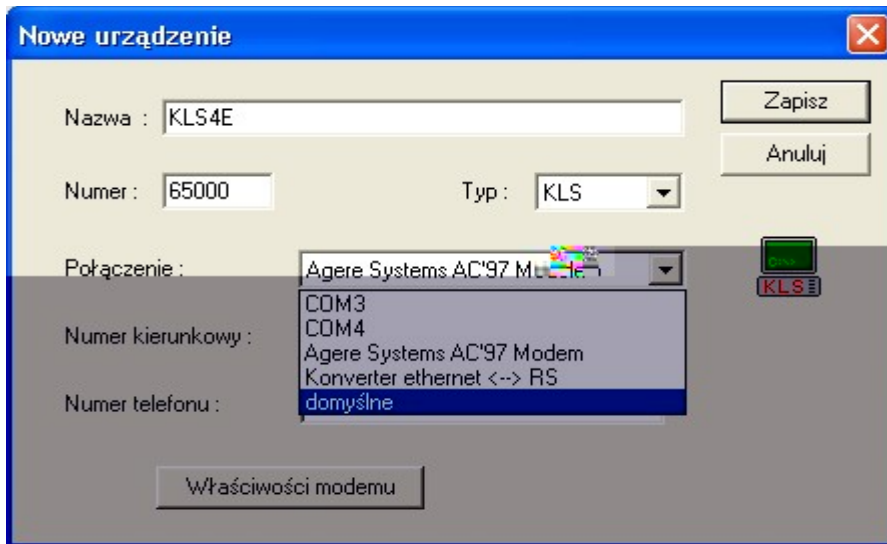 Nowe urządzenie
Nazwa : KLS4E
Zapisz
Anuluj
Numer : 65000 Typ : KLS
Połączenie : Agere Systems AC'97
KLS
COM3
COM4
Numer kierunkowy :
Agere Systems AC'97 Modem
Konverter ethernet <--> RS
Numer telefonu : domyślne
Właściwości modemu